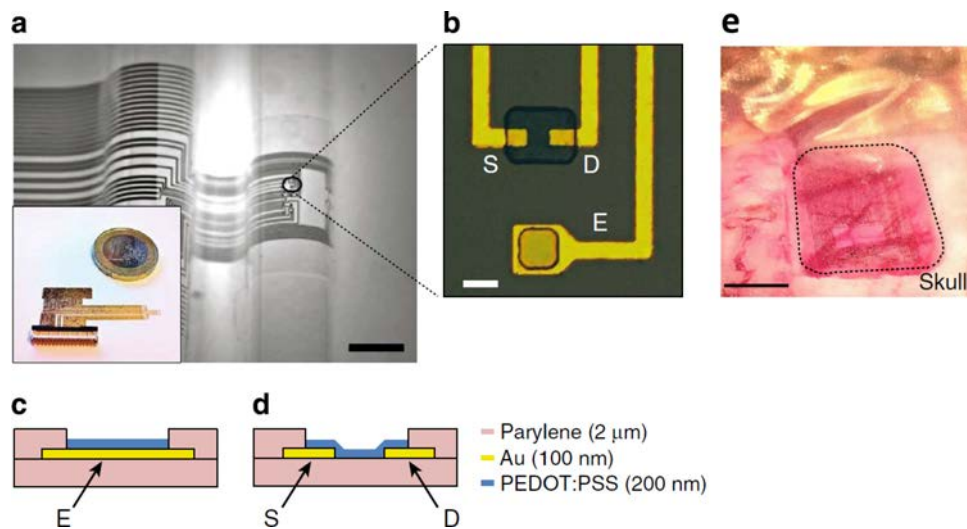 a
b
S
D
E
e
Skull
c
E
d
S
D
Parylene (2 μm)
Au (100 nm)
PEDOT:PSS (200 nm)